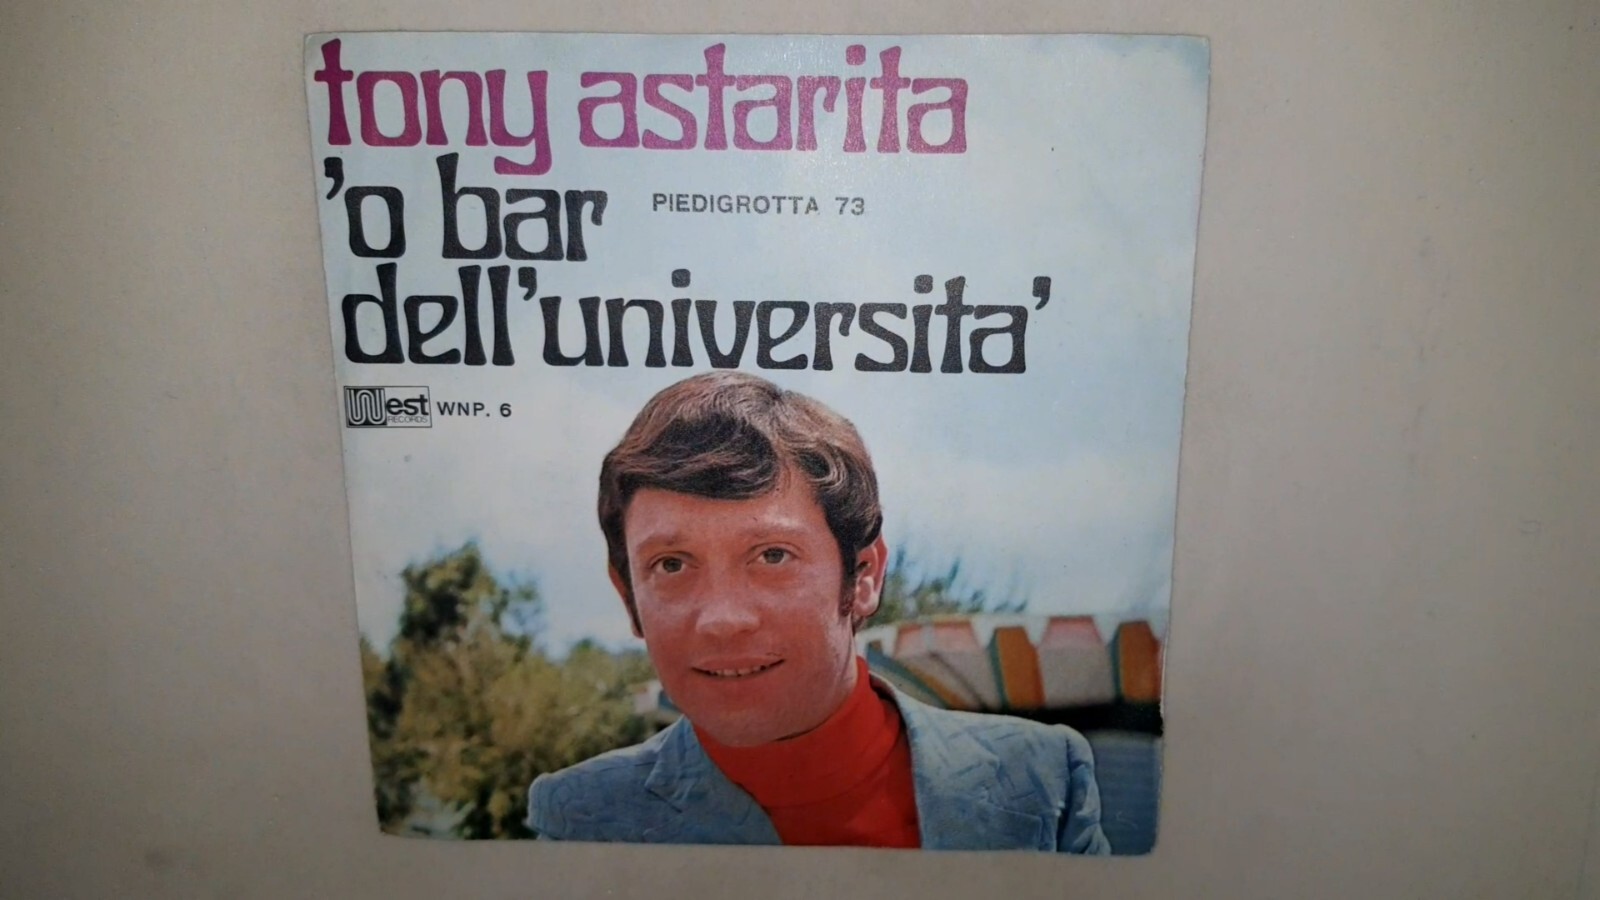 tony astarita
'o bar
PIEDIGROTTA 73
dell'universita'
West
RECORDS
WNP. 6